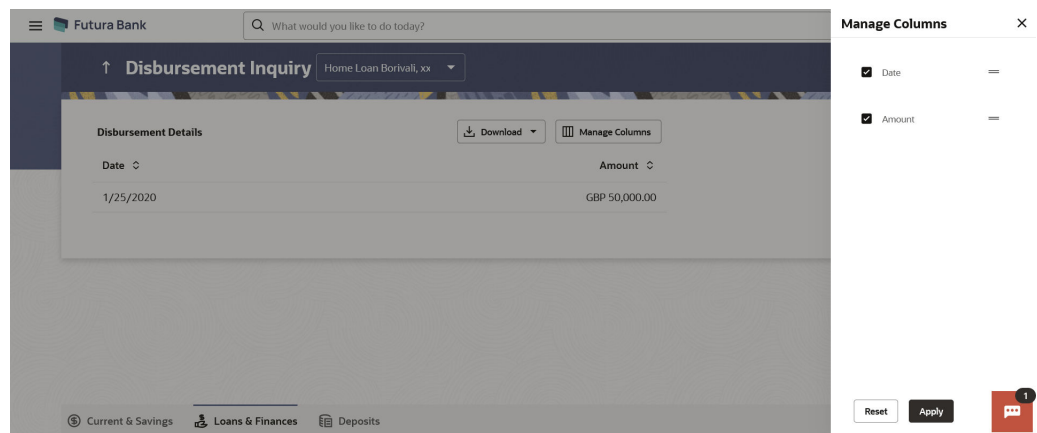 Futura Bank
What would you like to do today?
Manage Columns
Disbursement Inquiry
Home Loan Borivali, xx
Date
Amount
Disbursement Details
Download
Manage Columns
Date
Amount
1/25/2020
GBP 50,000.00
Reset
Apply
1
Current & Savings
Loans & Finances
Deposits